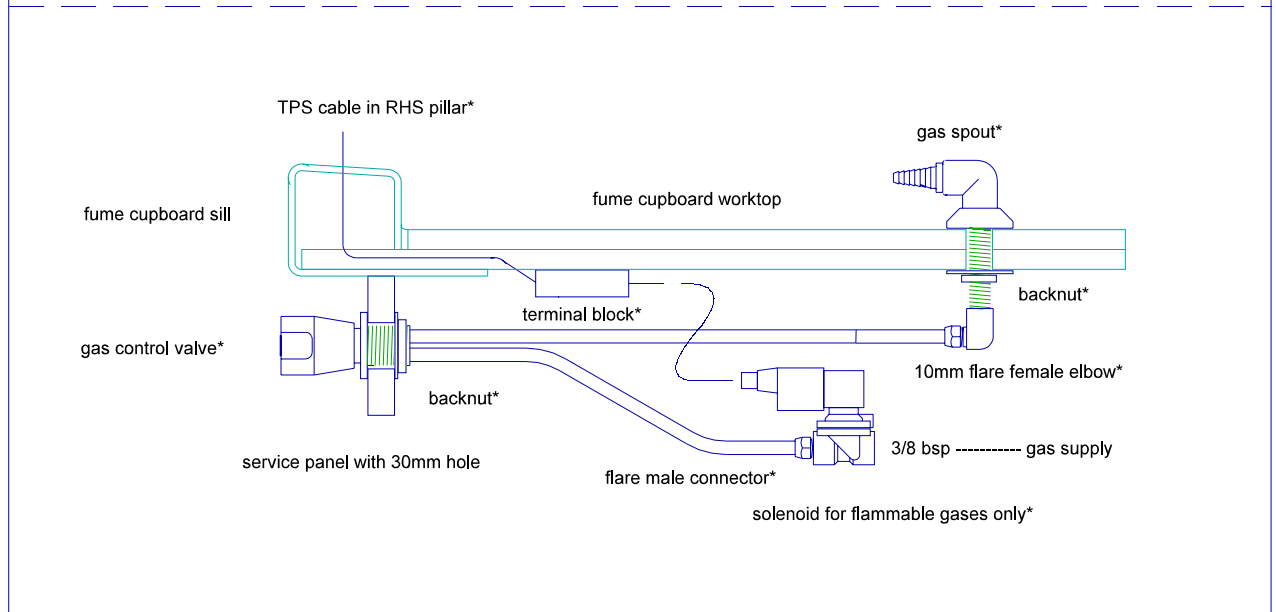 TPS cable in RHS pillar*
gas spout*
fume cupboard sill
fume cupboard worktop
backnut*
terminal block*
gas control valve*
10mm flare female elbow*
backnut*
3/8 bsp ----------- gas supply
service panel with 30mm hole
flare male connector*
solenoid for flammable gases only*